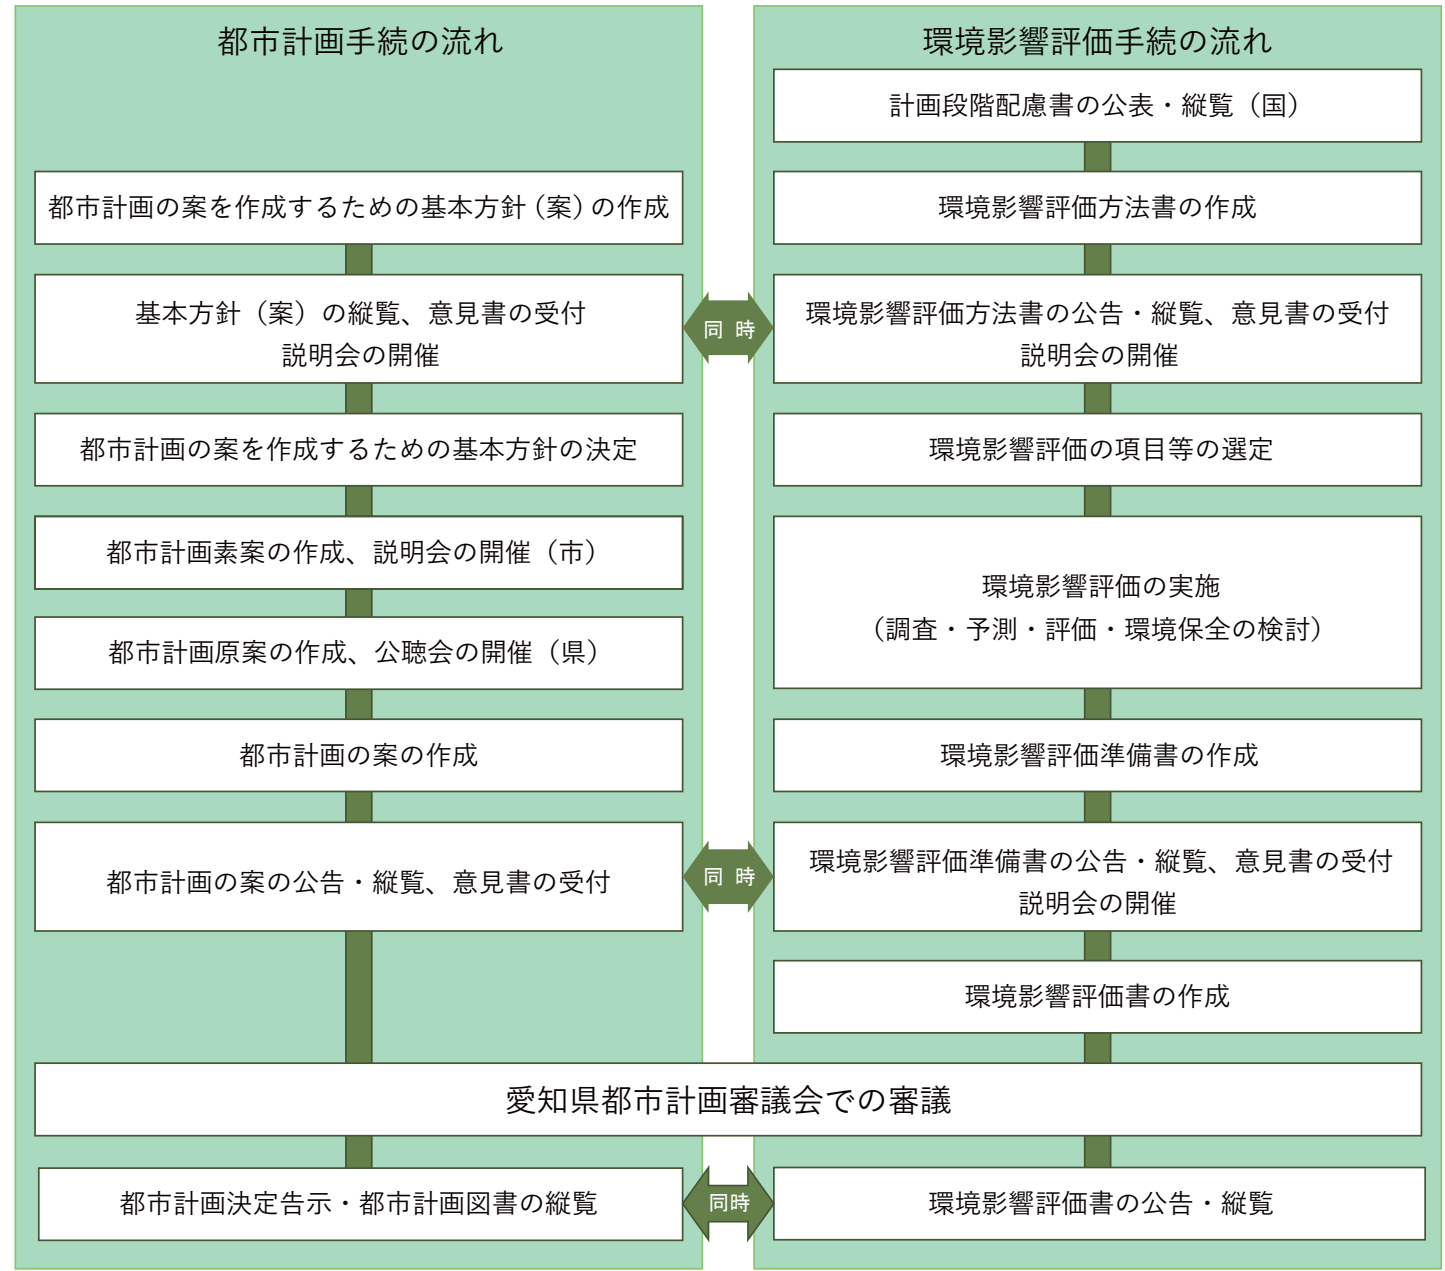 都市計画手続の流れ
都市計画の案を作成するための基本方針（案）の作成
基本方針（案）の縦覧、意見書の受付
説明会の開催
都市計画の案を作成するための基本方針の決定
都市計画素案の作成、説明会の開催（市）
都市計画原案の作成、公聴会の開催（県）
都市計画の案の作成
都市計画の案の公告・縦覧、意見書の受付
環境影響評価手続の流れ
計画段階配慮書の公表・縦覧（国）
環境影響評価方法書の作成
同 時
環境影響評価方法書の公告・縦覧、意見書の受付
説明会の開催
環境影響評価の項目等の選定
環境影響評価の実施
（調査・予測・評価・環境保全の検討）
環境影響評価準備書の作成
同 時
環境影響評価準備書の公告・縦覧、意見書の受付
説明会の開催
環境影響評価書の作成
愛知県都市計画審議会での審議
都市計画決定告示・都市計画図書の縦覧
同時
環境影響評価書の公告・縦覧